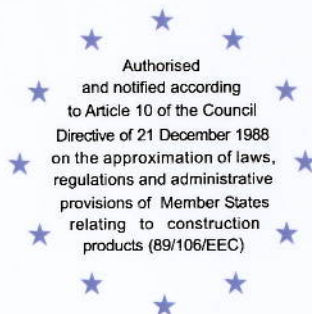 Authorised
and notified according
to Article 10 of the Council
Directive of 21 December 1988
on the approximation of laws,
regulations and administrative
provisions of Member States
relating to construction
products (89/106/EEC)